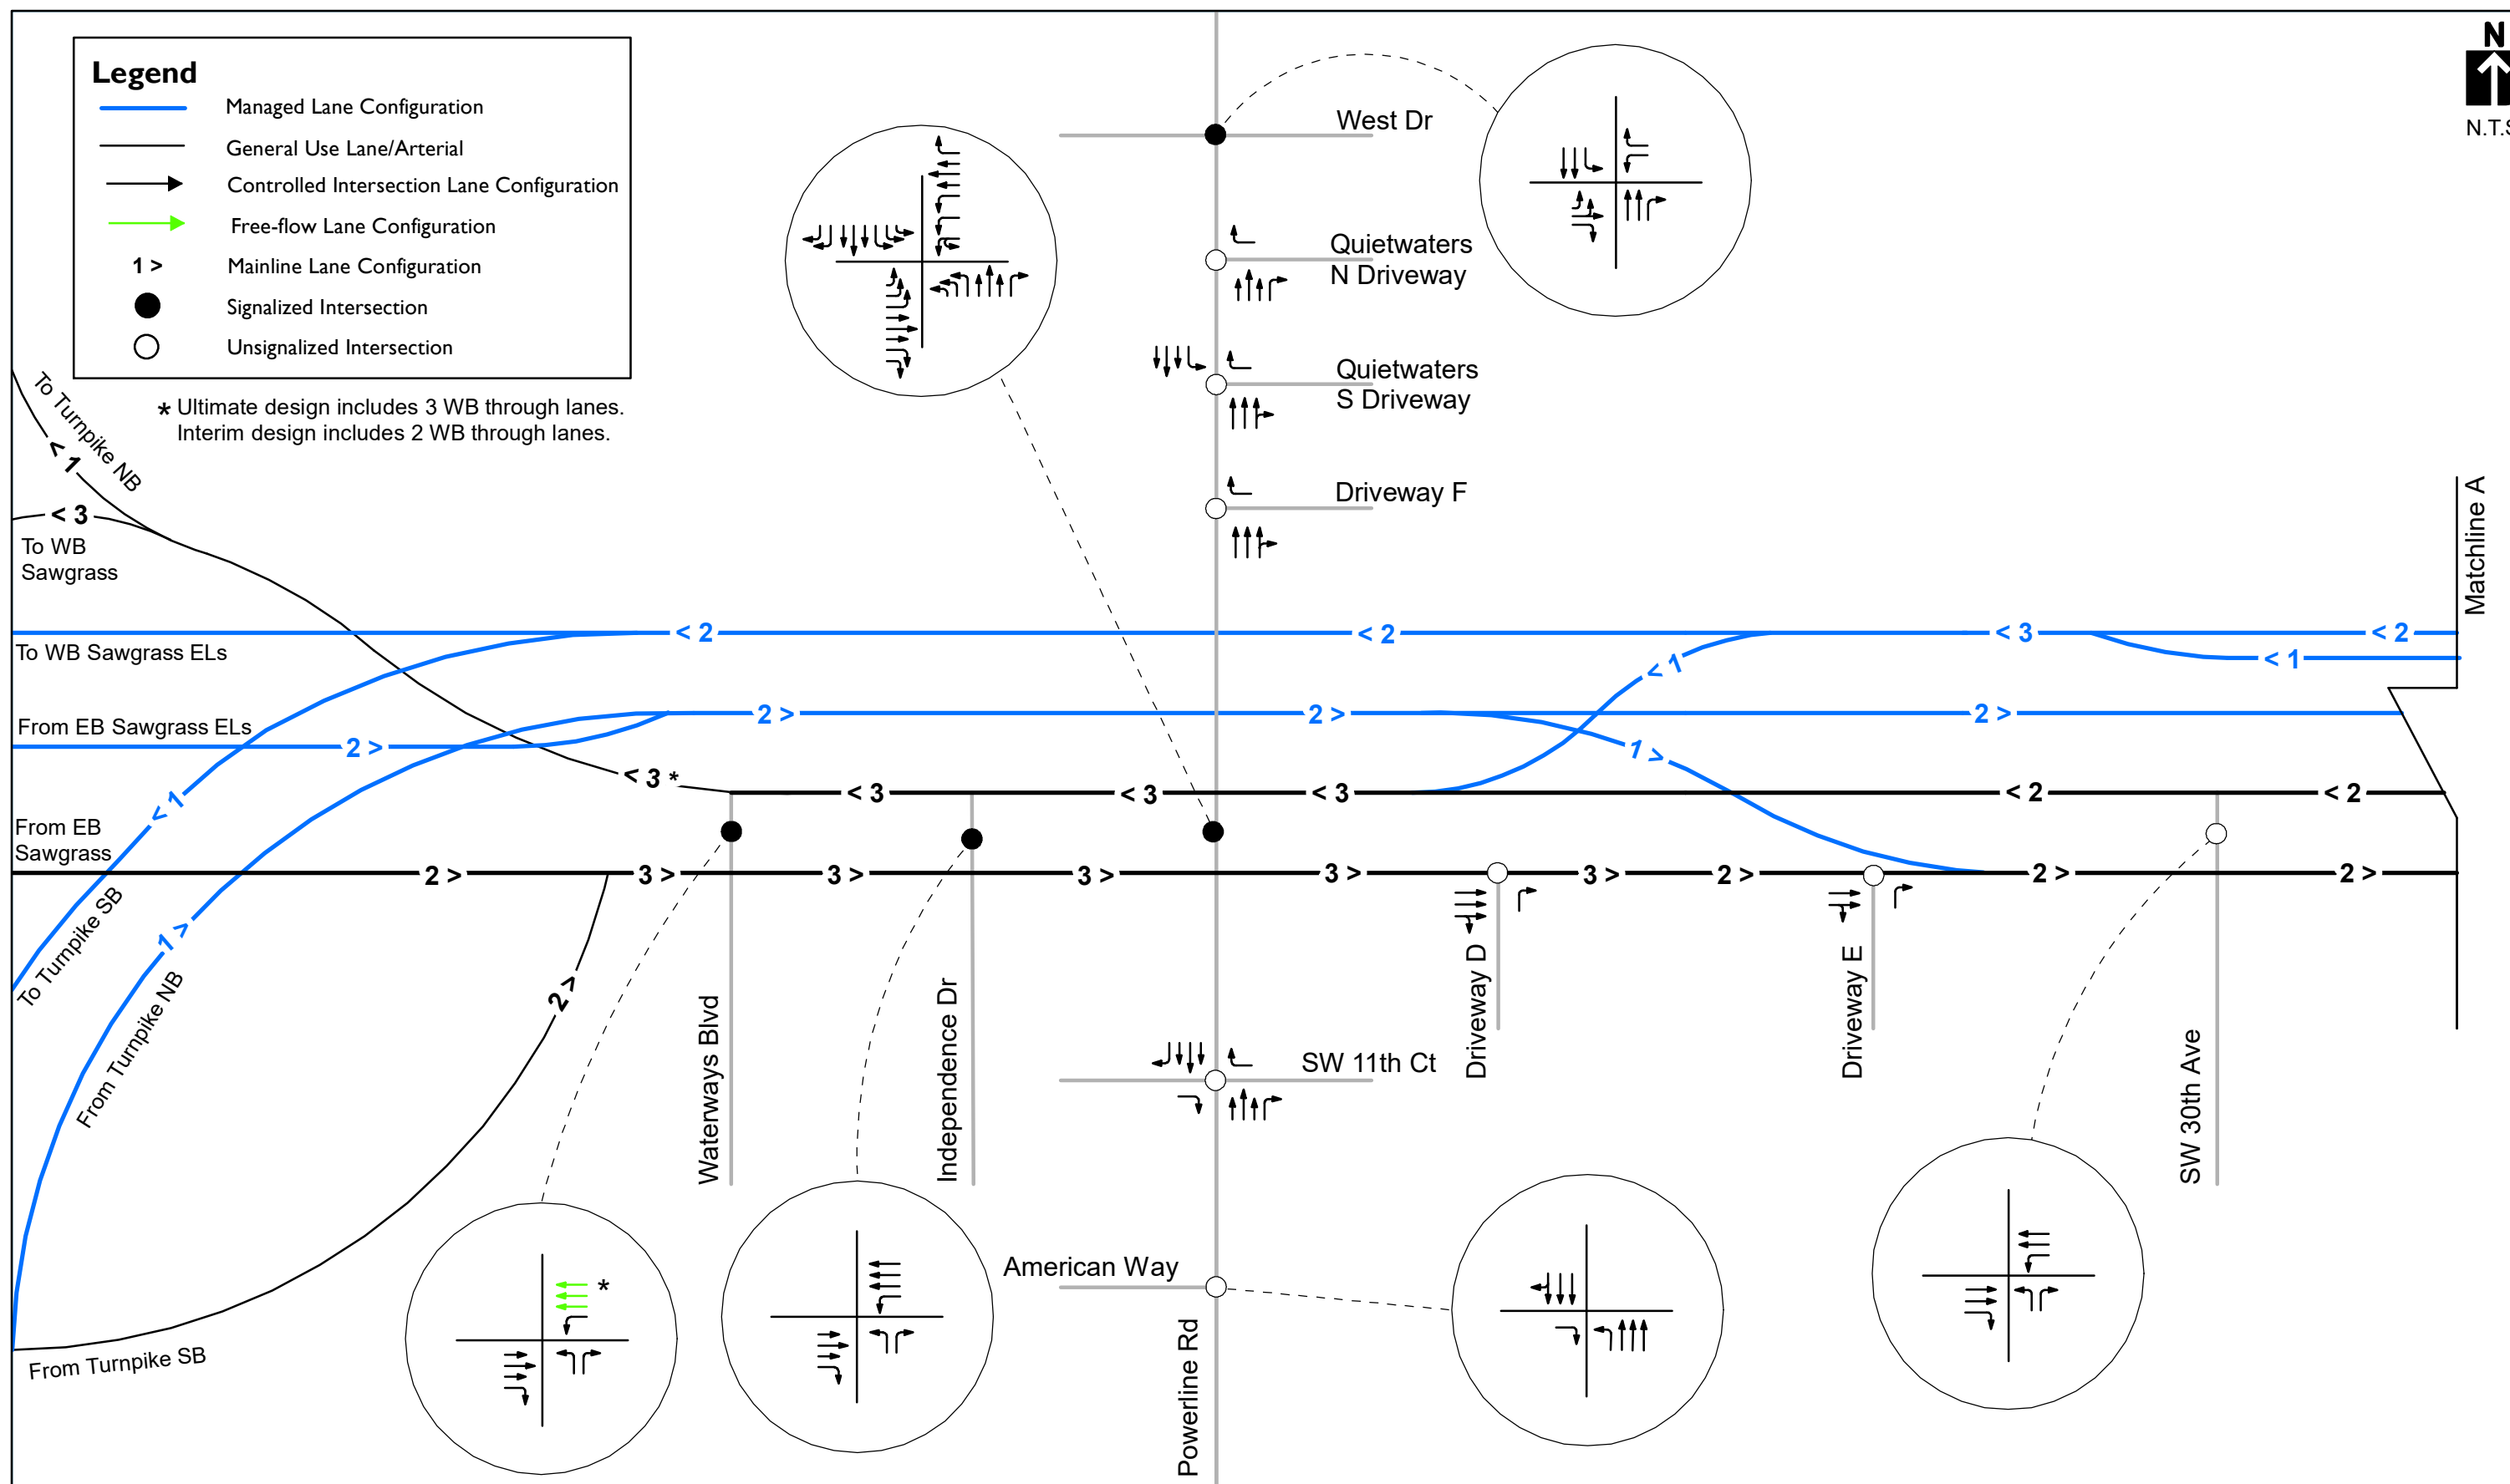 Legend
Managed Lane Configuration
General Use Lane/Arterial
Controlled Intersection Lane Configuration
Free-flow Lane Configuration
1 > Mainline Lane Configuration
Signalized Intersection
Unsignalized Intersection
* Ultimate design includes 3 WB through lanes.
Interim design includes 2 WB through lanes.
N
N.T.S
West Dr
Quietwaters
N Driveway
Quietwaters
S Driveway
Driveway F
Matchline A
To Turnpike NB
< 1
< 3
To WB
Sawgrass
< 2
< 2
< 3
< 2
To WB Sawgrass ELs
< 1
< 1
From EB Sawgrass ELs
2 >
2 >
2 >
2 >
1 >
< 3 *
< 3
< 3
< 3
< 2
< 2
< 1
From EB
Sawgrass
2 >
3 >
3 >
3 >
3 >
3 >
2 >
2 >
2 >
To Turnpike SB
1 >
From Turnpike NB
2 >
Waterways Blvd
Independence Dr
Driveway D
Driveway E
SW 30th Ave
SW 11th Ct
American Way
*
Powerline Rd
From Turnpike SB